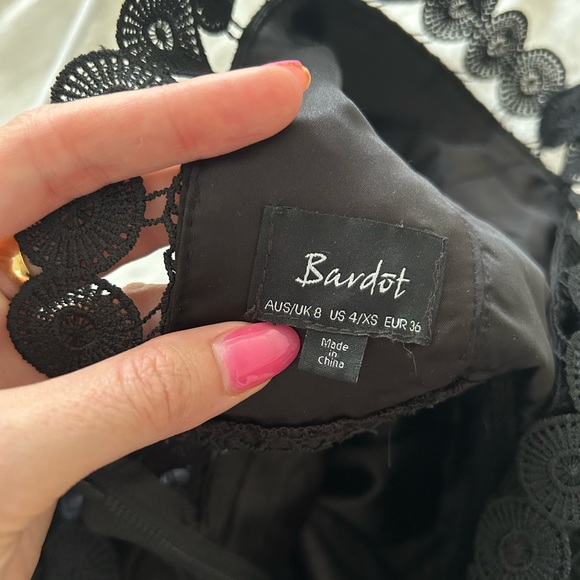 Bardot
AUS/UK 8 US 4/XS EUR 36
Made
in
China